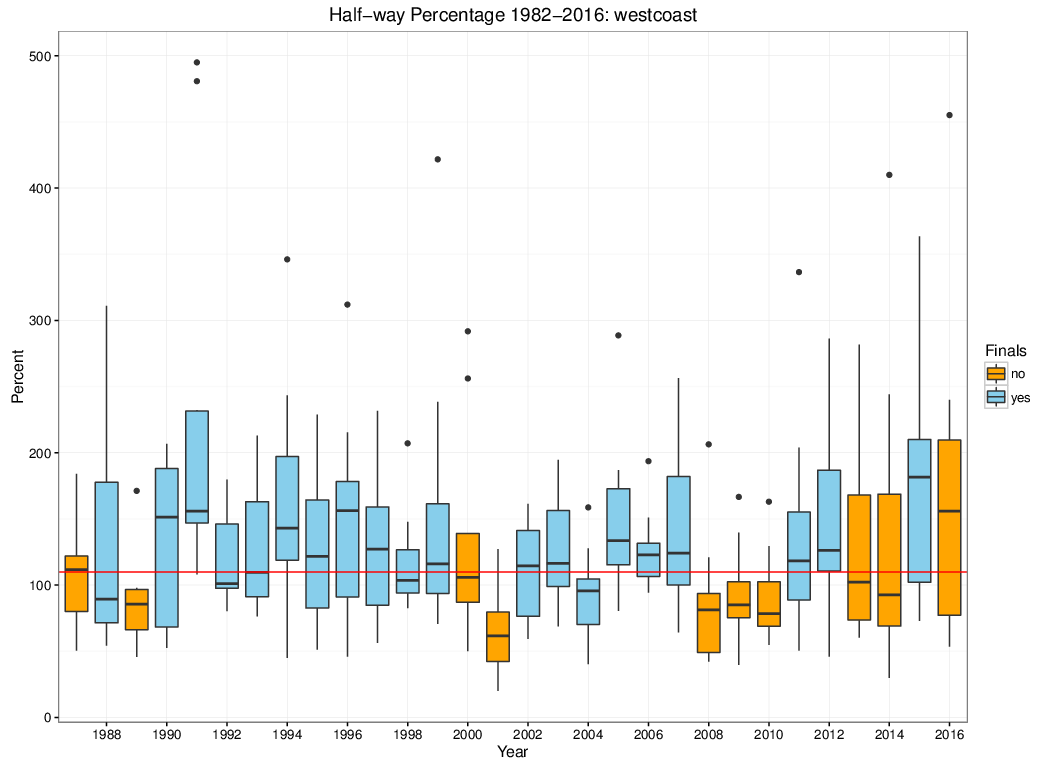 Half−way Percentage 1982−2016: westcoast
500
400
300
200
100
0
Percent
1988 1990 1992 1994 1996 1998 2000 2002 2004 2006 2008 2010 2012 2014 2016
Year
Finals
no
yes